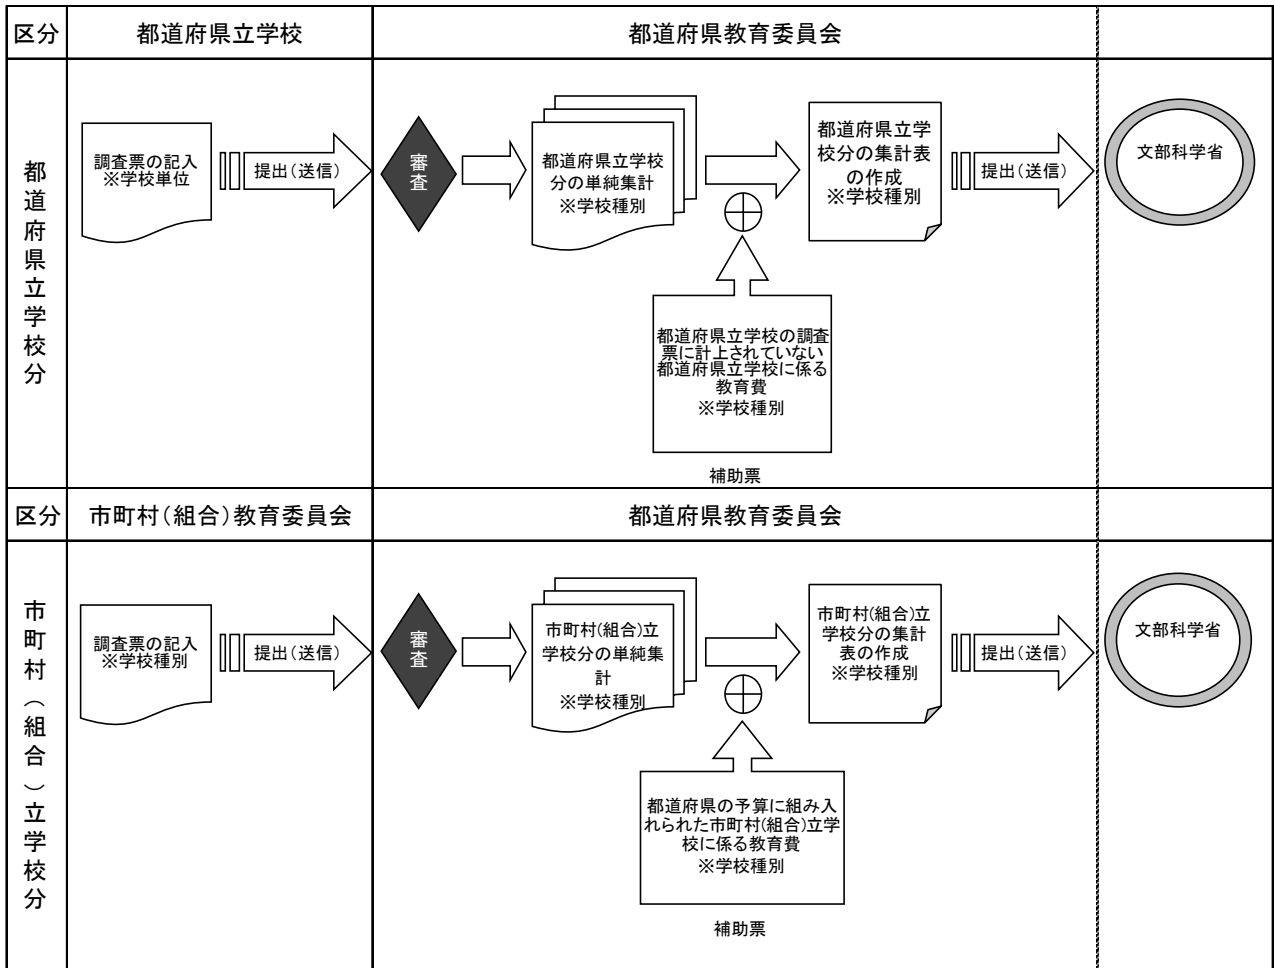 区分
都道府県立学校
都道府県教育委員会
都道府県立学校分
調査票の記入
※学校単位
提出（送信）
審査
都道府県立学校
分の単純集計
※学校種別
都道府県立学
校分の集計表
の作成
※学校種別
提出（送信）
文部科学省
都道府県立学校の調査
票に計上されていない
都道府県立学校に係る
教育費
※学校種別
補助票
区分
市町村（組合）教育委員会
都道府県教育委員会
市町村（組合）立学校分
調査票の記入
※学校種別
提出（送信）
審査
市町村(組合)立
学校分の単純集
計
※学校種別
市町村(組合)立
学校分の集計
表の作成
※学校種別
提出（送信）
文部科学省
都道府県の予算に組み入
れられた市町村(組合)立学
校に係る教育費
※学校種別
補助票